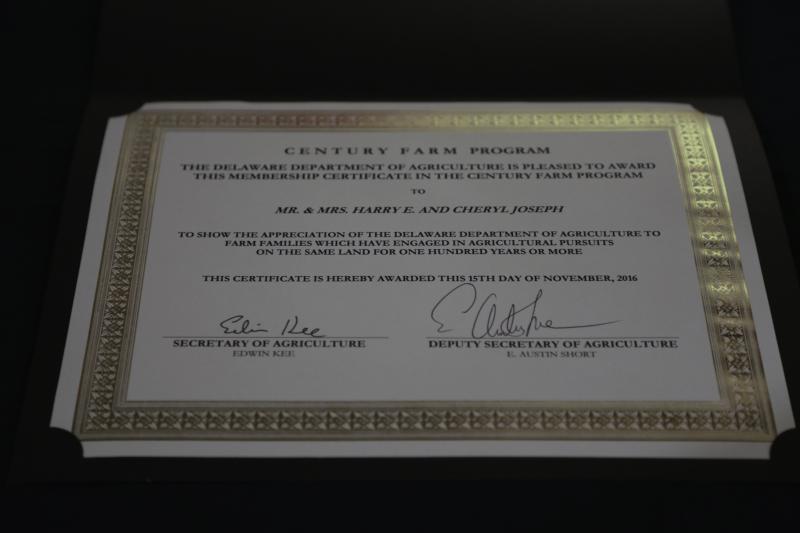 CENTURY FARM PROGRAM
THE DELAWARE DEPARTMENT OF AGRICULTURE IS PLEASED TO AWARD
THIS MEMBERSHIP CERTIFICATE IN THE CENTURY FARM PROGRAM
TO
MR. & MRS. HARRY E. AND CHERYL JOSEPH
TO SHOW THE APPRECIATION OF THE DELAWARE DEPARTMENT OF AGRICULTURE TO
FARM FAMILIES WHICH HAVE ENGAGED IN AGRICULTURAL PURSUITS
ON THE SAME LAND FOR ONE HUNDRED YEARS OR MORE
THIS CERTIFICATE IS HEREBY AWARDED THIS 15TH DAY OF NOVEMBER, 2016
Edwin Kee
SECRETARY OF AGRICULTURE
EDWIN KEE
DEPUTY SECRETARY OF AGRICULTURE
E. AUSTIN SHORT